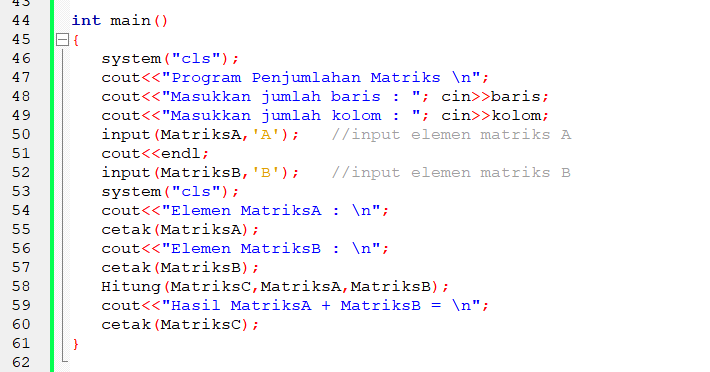 43
44 int main()
45 {
46 system("cls");
47 cout<<"Program Penjumlahan Matriks \n";
48 cout<<"Masukkan jumlah baris : "; cin>>baris;
49 cout<<"Masukkan jumlah kolom : "; cin>>kolom;
50 input(MatriksA,'A'); //input elemen matriks A
51 cout<<endl;
52 input(MatriksB,'B'); //input elemen matriks B
53 system("cls");
54 cout<<"Elemen MatriksA : \n";
55 cetak(MatriksA);
56 cout<<"Elemen MatriksB : \n";
57 cetak(MatriksB);
58 Hitung(MatriksC,MatriksA,MatriksB);
59 cout<<"Hasil MatriksA + MatriksB = \n";
60 cetak(MatriksC);
61 }
62